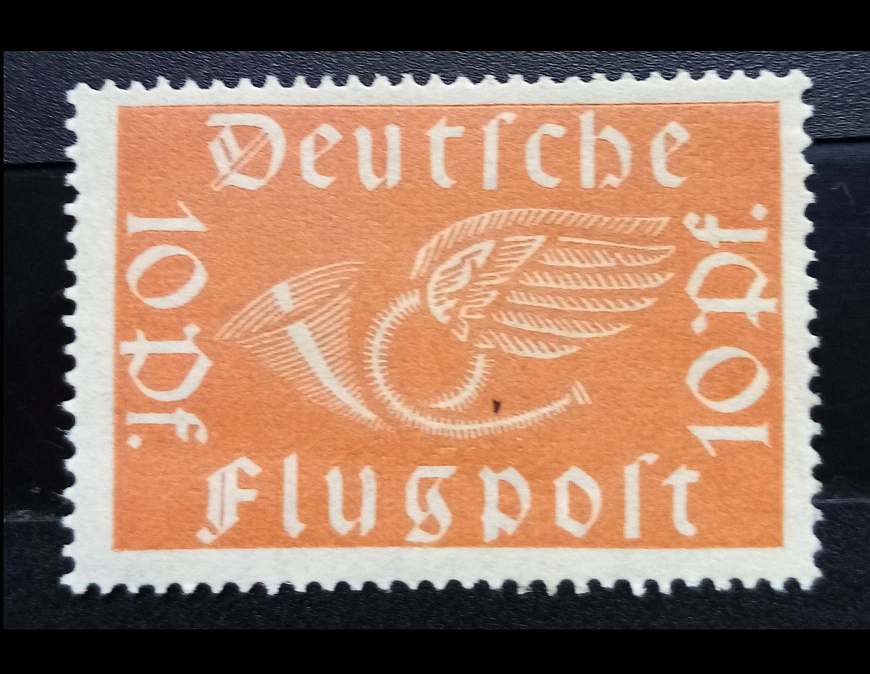 Deutſche
10 Pf.
10 Pf.
Flugpoſt